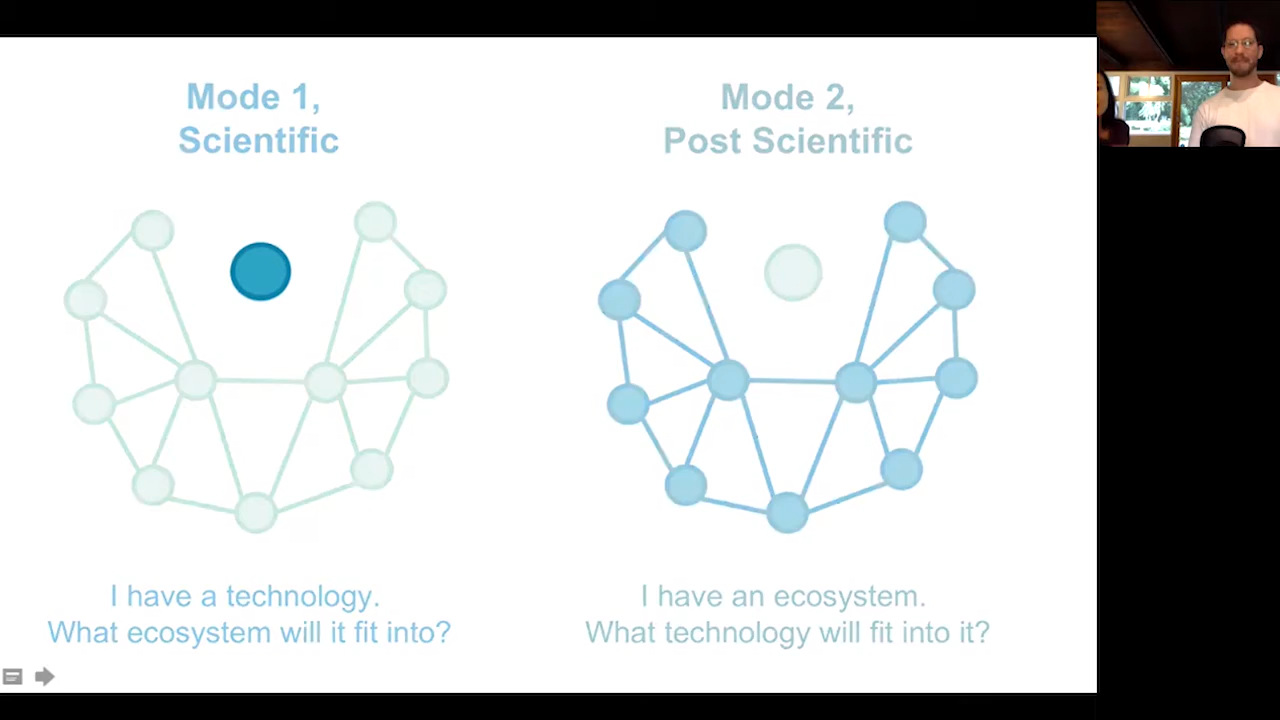 Mode 1,
Scientific
Mode 2,
Post Scientific
I have a technology.
What ecosystem will it fit into?
I have an ecosystem.
What technology will fit into it?